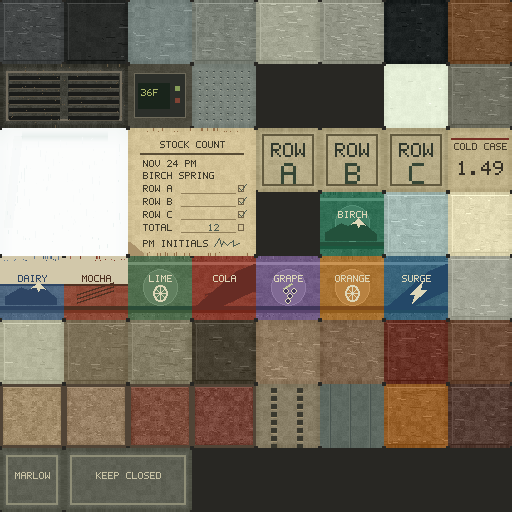 36F
STOCK COUNT
NOV 24 PM
BIRCH SPRING
ROW A
ROW B
ROW C
TOTAL 12
PM INITIALS
ROW A
ROW B
ROW C
COLD CASE
1.49
BIRCH
DAIRY
MOCHA
LIME
COLA
GRAPE
ORANGE
SURGE
MARLOW
KEEP CLOSED